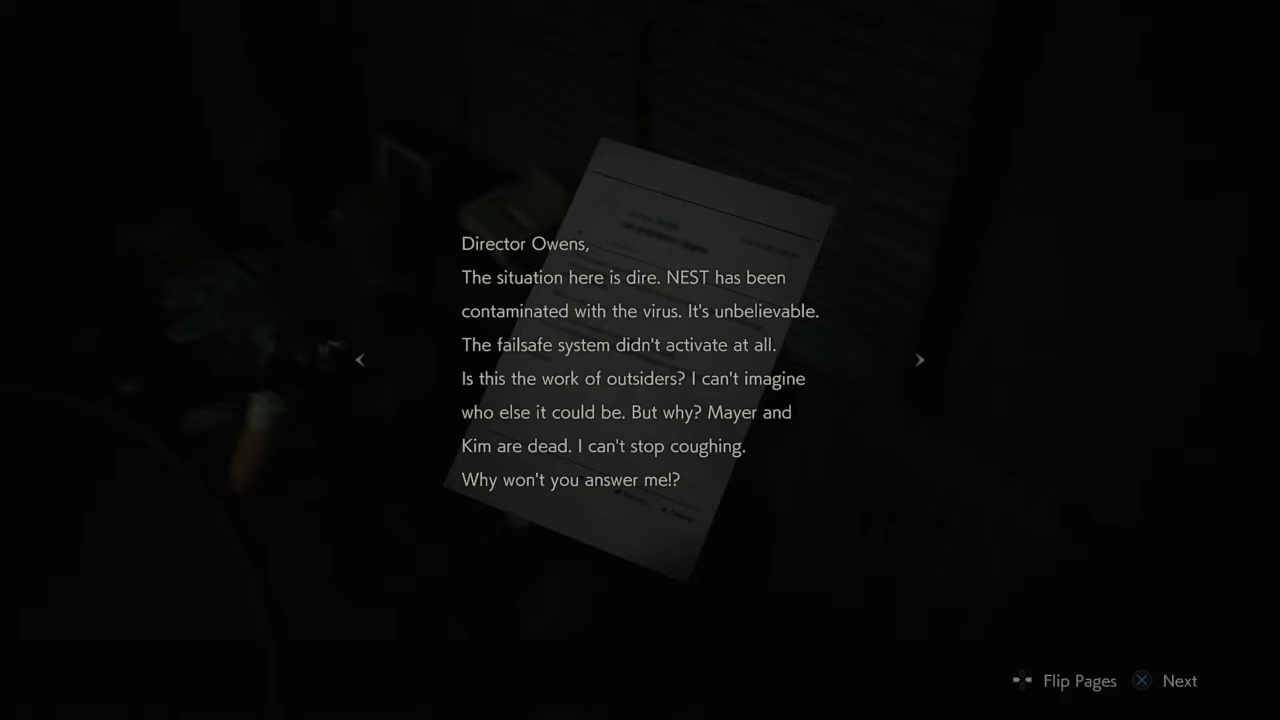 Director Owens,
The situation here is dire. NEST has been
contaminated with the virus. It's unbelievable.
The failsafe system didn't activate at all.
Is this the work of outsiders? I can't imagine
who else it could be. But why? Mayer and
Kim are dead. I can't stop coughing.
Why won't you answer me!?
Flip Pages
Next